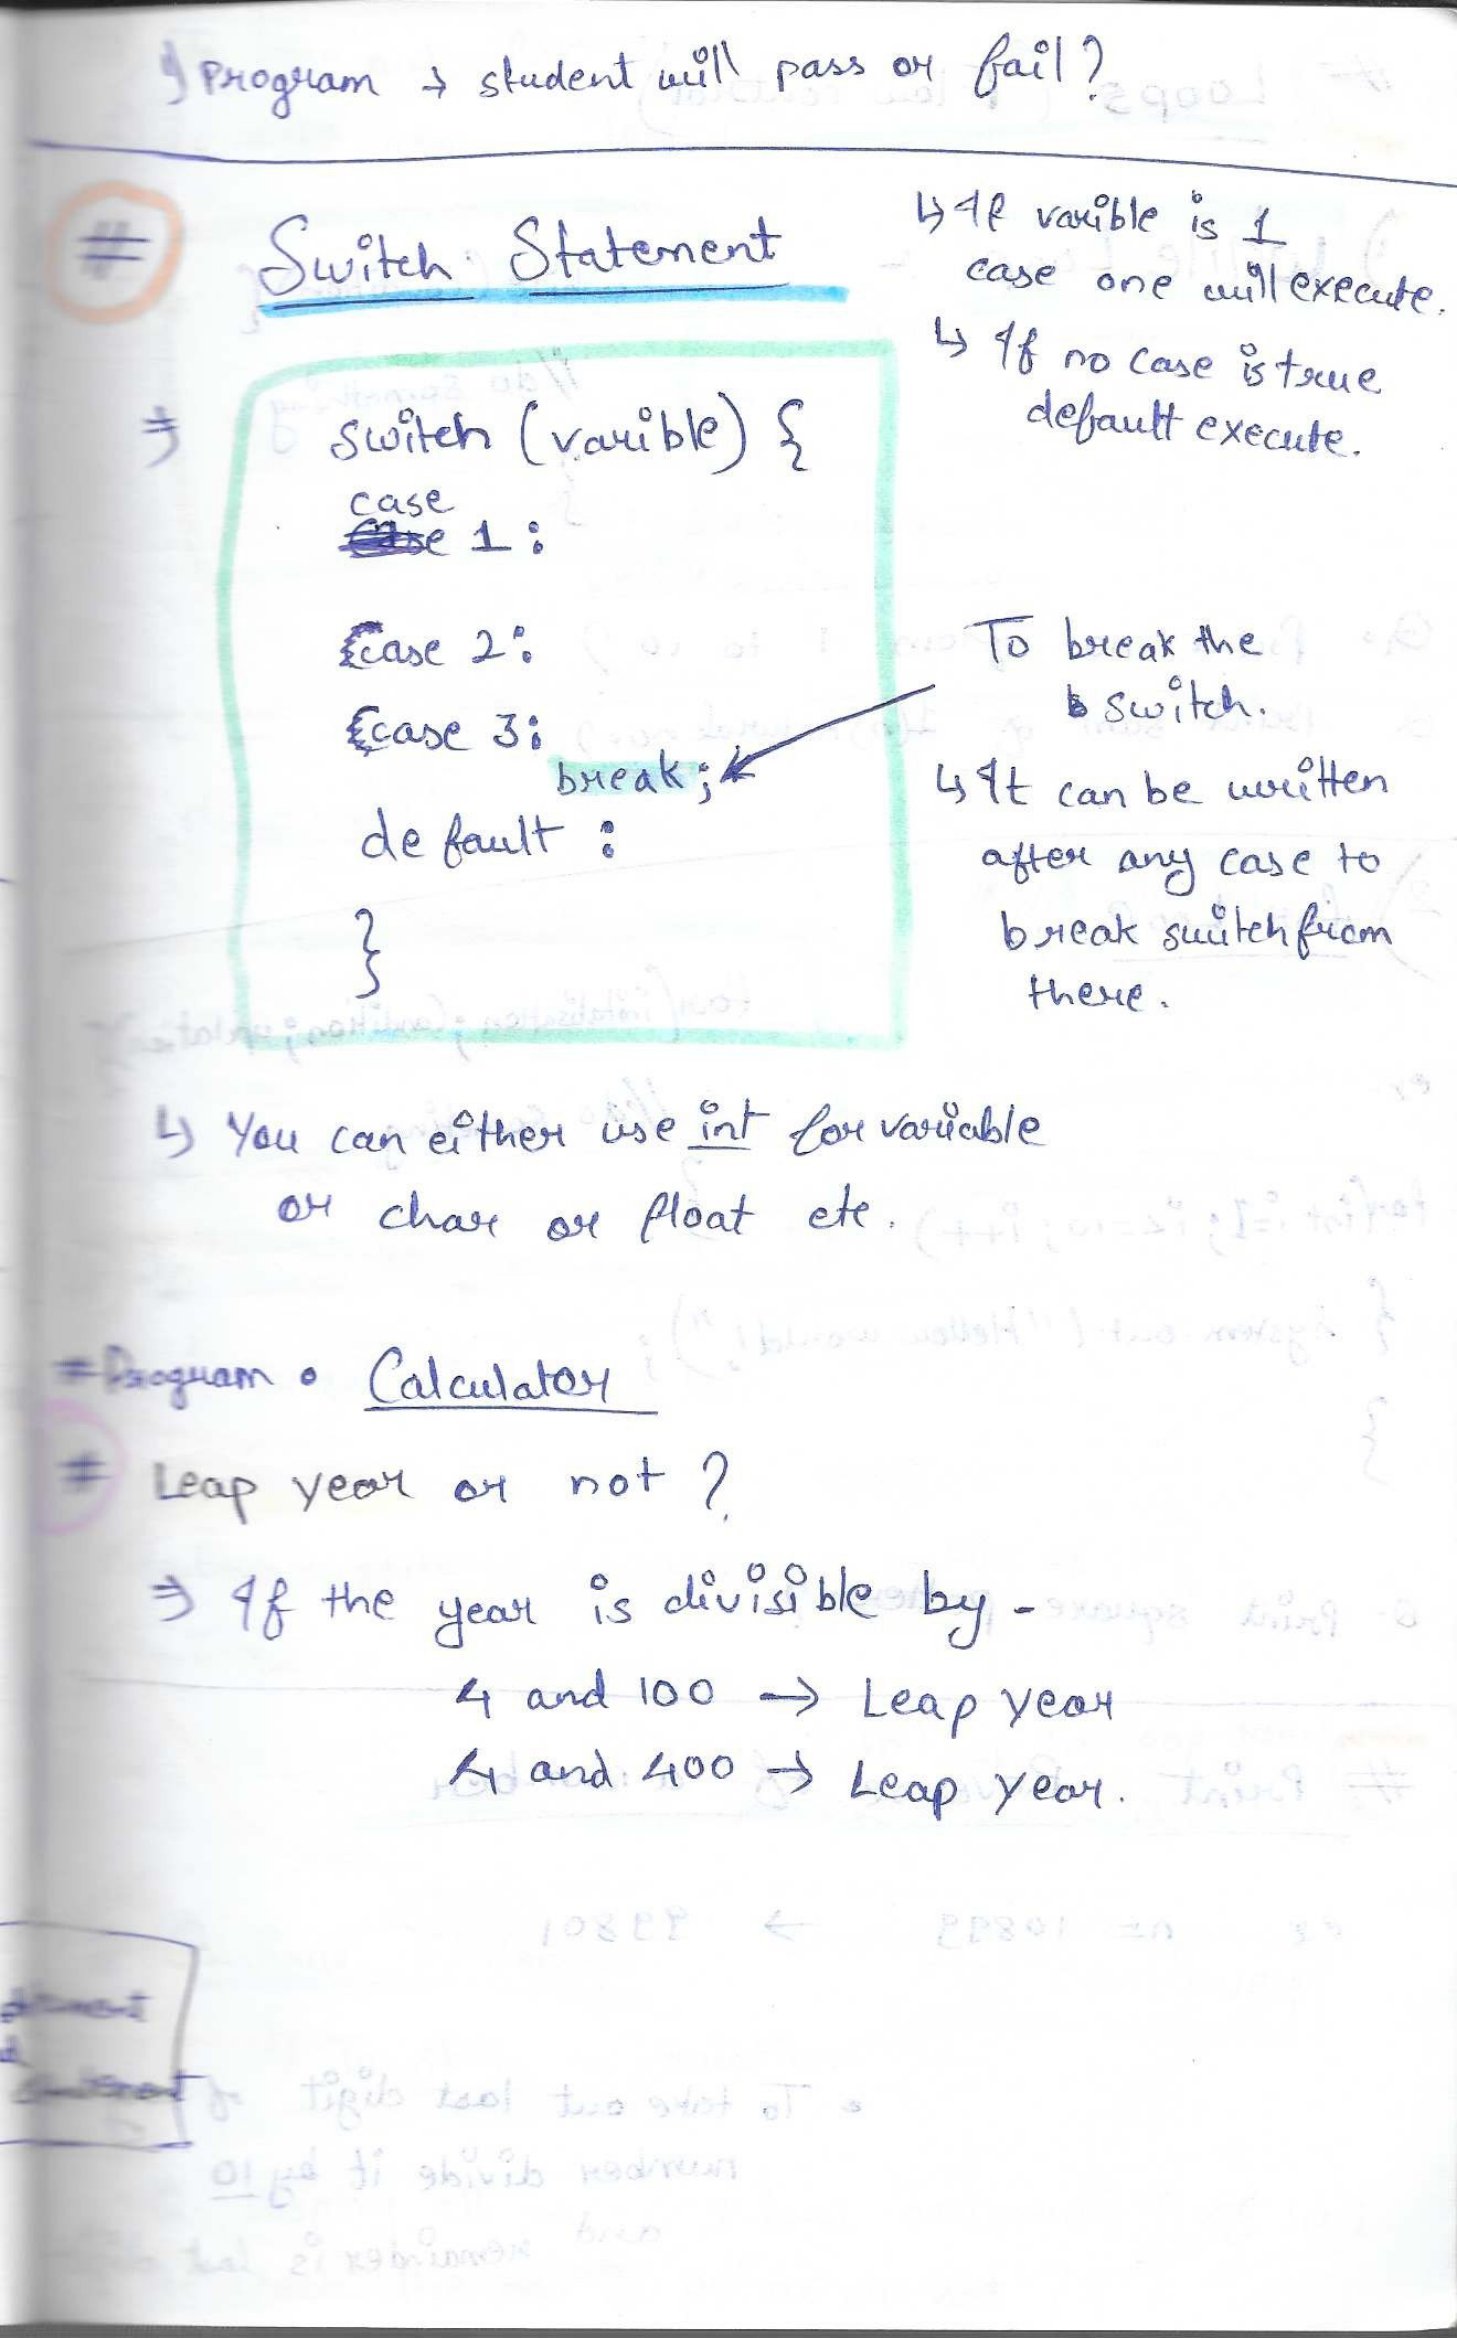 Program → student will pass or fail?
# Switch Statement
↳ If varible is 1
case one will execute.
↳ If no case is true
default execute.
⇒ switch (varible) {
case
1 :
case 2:
case 3:
break;
default :
}
To break the
switch.
↳ It can be written
after any case to
break switch from
there.
↳ You can either use int for variable
or char or float etc.
# Program • Calculator
# Leap year or not ?
⇒ If the year is divisible by -
4 and 100 → Leap year
4 and 400 → Leap year.